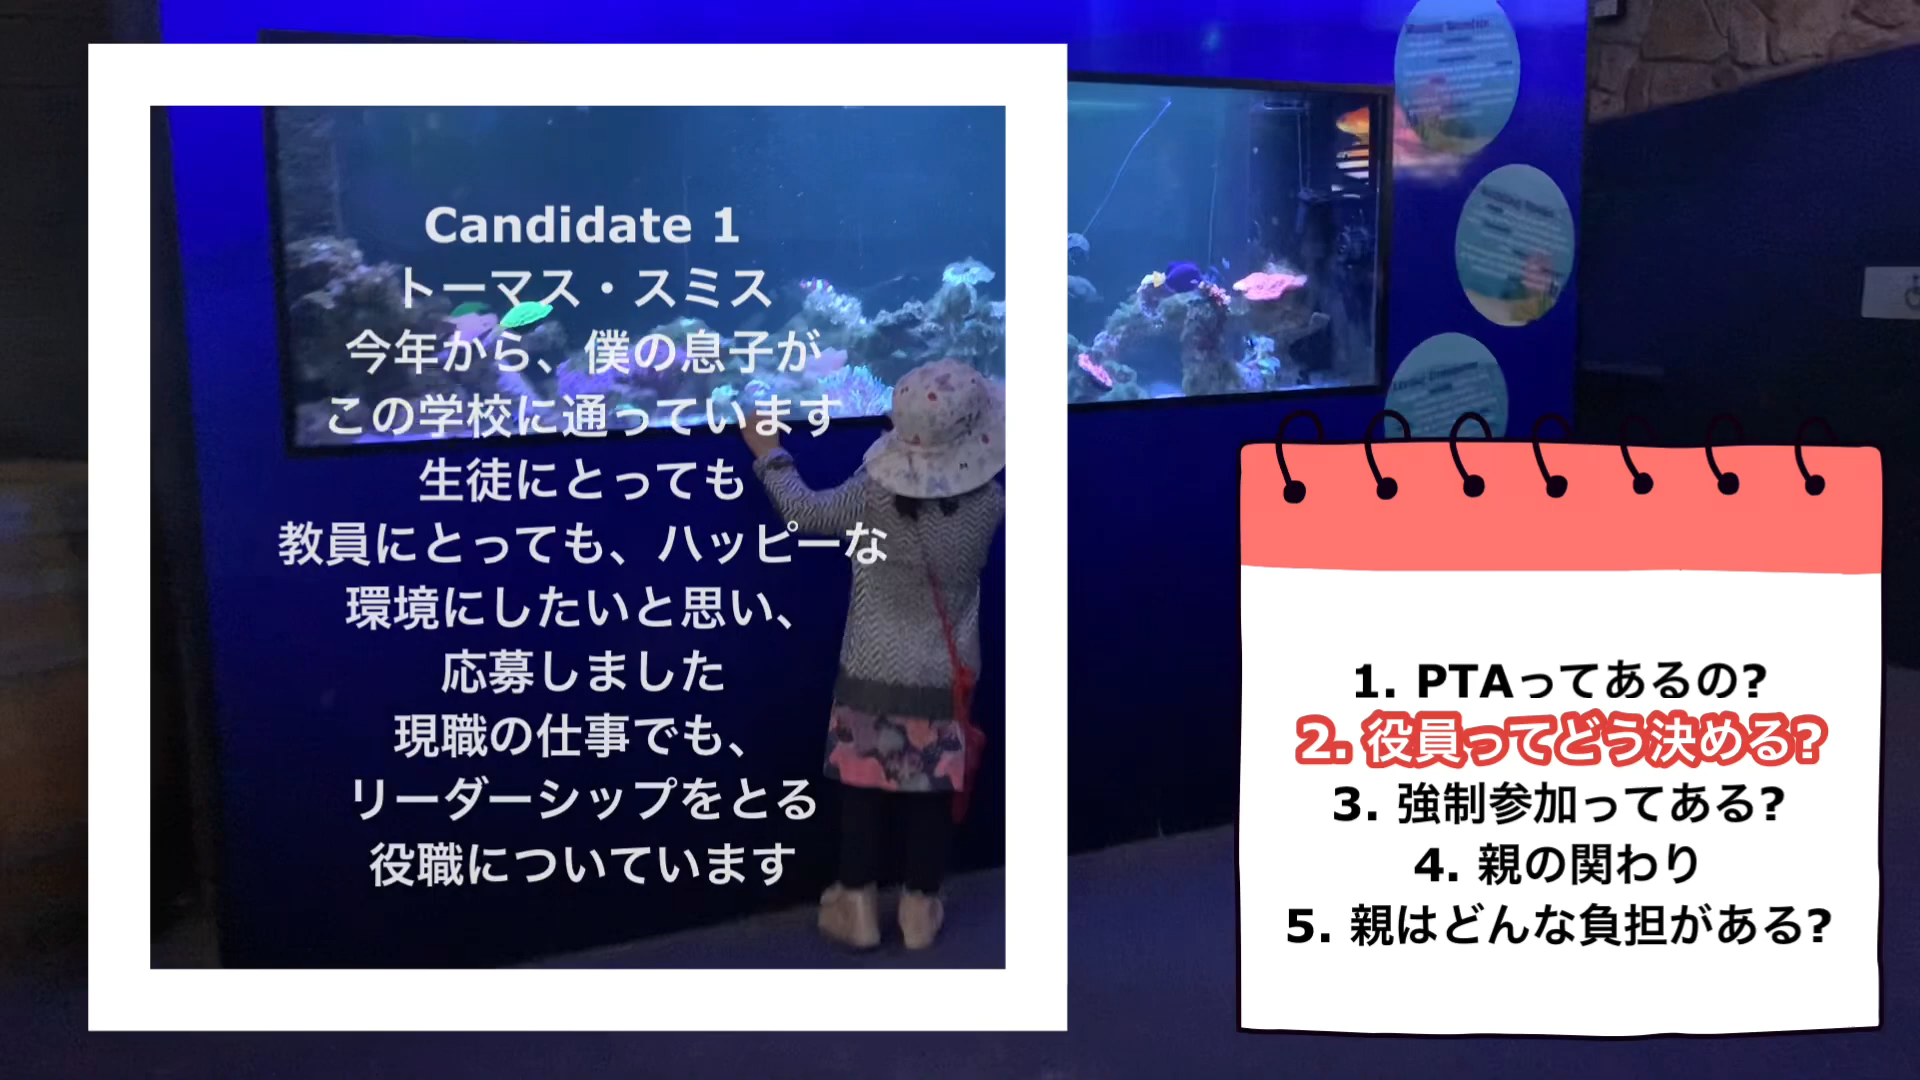 Candidate 1
トーマス・スミス
今年から、僕の息子が
この学校に通っています
生徒にとっても
教員にとっても、ハッピーな
環境にしたいと思い、
応募しました
現職の仕事でも、
リーダーシップをとる
役職についています
1. PTAってあるの?
2. 役員ってどう決める?
3. 強制参加ってある?
4. 親の関わり
5. 親はどんな負担がある?